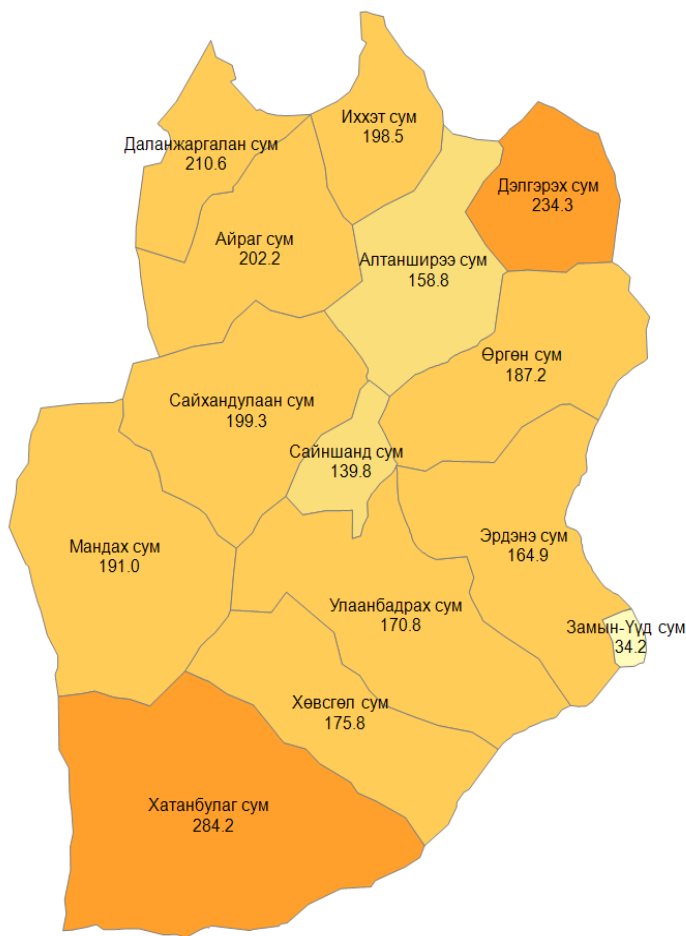 Иххэт сум
198.5
Даланжаргалан сум
210.6
Дэлгэрэх сум
234.3
Айраг сум
202.2
Алтанширээ сум
158.8
Өргөн сум
187.2
Сайхандулаан сум
199.3
Сайншанд сум
139.8
Мандах сум
191.0
Эрдэнэ сум
164.9
Улаанбадрах сум
170.8
Замын-Үүд сум
34.2
Хөвсгөл сум
175.8
Хатанбулаг сум
284.2